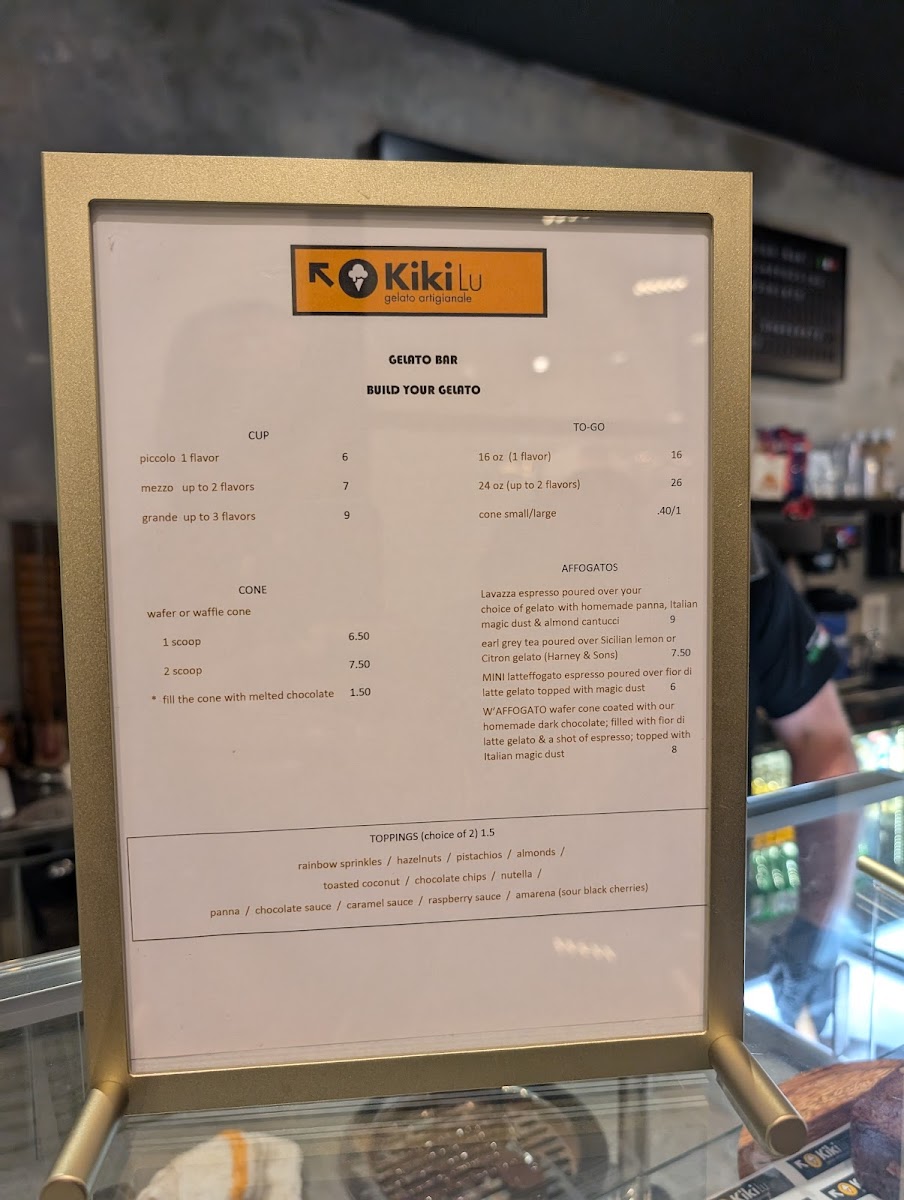 Kiki Lu
gelato artigianale
GELATO BAR
BUILD YOUR GELATO
CUP
piccolo 1 flavor 6
mezzo up to 2 flavors 7
grande up to 3 flavors 9
CONE
wafer or waffle cone
1 scoop 6.50
2 scoop 7.50
* fill the cone with melted chocolate 1.50
TO-GO
16 oz (1 flavor) 16
24 oz (up to 2 flavors) 26
cone small/large .40/1
AFFOGATOS
Lavazza espresso poured over your
choice of gelato with homemade panna, Italian
magic dust & almond cantucci 9
earl grey tea poured over Sicilian lemon or
Citron gelato (Harney & Sons) 7.50
MINI latteffogato espresso poured over fior di
latte gelato topped with magic dust 6
W'AFFOGATO wafer cone coated with our
homemade dark chocolate; filled with fior di
latte gelato & a shot of espresso; topped with
Italian magic dust 8
TOPPINGS (choice of 2) 1.5
rainbow sprinkles / hazelnuts / pistachios / almonds /
toasted coconut / chocolate chips / nutella /
panna / chocolate sauce / caramel sauce / raspberry sauce / amarena (sour black cherries)
Kiki
Kiki Lu